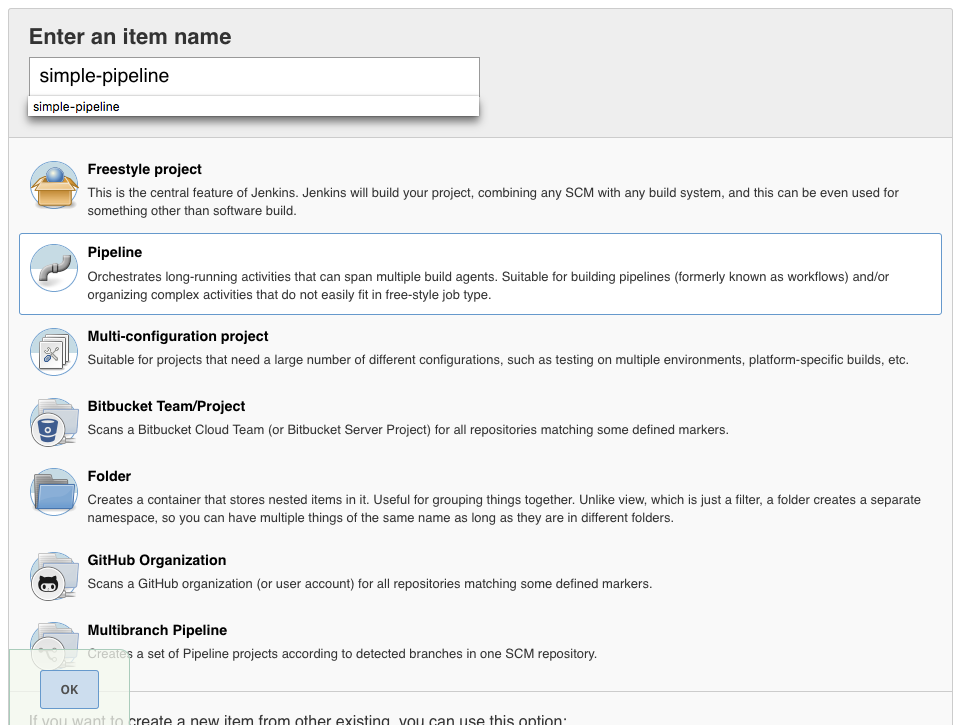 Enter an item name
simple-pipeline
simple-pipeline
Freestyle project
This is the central feature of Jenkins. Jenkins will build your project, combining any SCM with any build system, and this can be even used for
something other than software build.
Pipeline
Orchestrates long-running activities that can span multiple build agents. Suitable for building pipelines (formerly known as workflows) and/or
organizing complex activities that do not easily fit in free-style job type.
Multi-configuration project
Suitable for projects that need a large number of different configurations, such as testing on multiple environments, platform-specific builds, etc.
Bitbucket Team/Project
Scans a Bitbucket Cloud Team (or Bitbucket Server Project) for all repositories matching some defined markers.
Folder
Creates a container that stores nested items in it. Useful for grouping things together. Unlike view, which is just a filter, a folder creates a separate
namespace, so you can have multiple things of the same name as long as they are in different folders.
GitHub Organization
Scans a GitHub organization (or user account) for all repositories matching some defined markers.
Multibranch Pipeline
Creates a set of Pipeline projects according to detected branches in one SCM repository.
OK
If you want to create a new item from other existing, you can use this option: